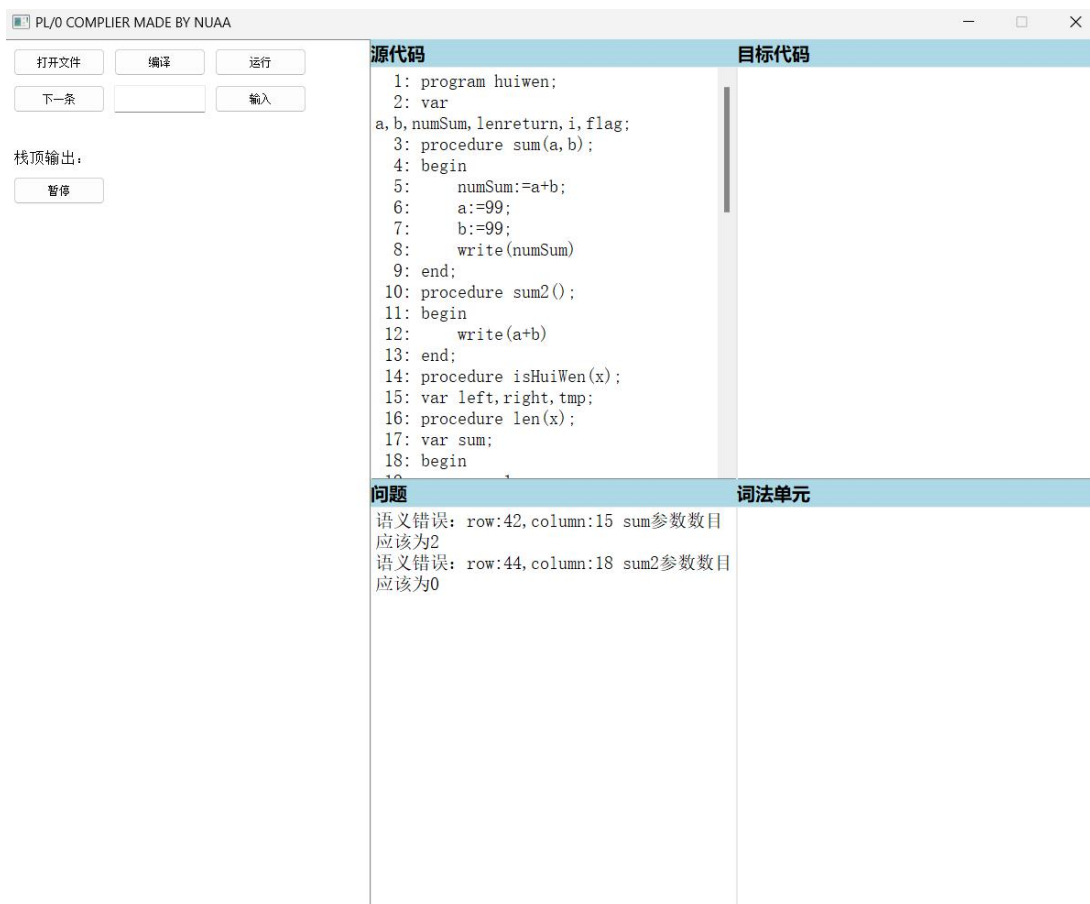 PL/0 COMPLIER MADE BY NUAA
打开文件 编译 运行
下一条 输入
栈顶输出：
暂停
源代码
1: program huiwen;
2: var
a,b,numSum,lenreturn,i,flag;
3: procedure sum(a,b);
4: begin
5:     numSum:=a+b;
6:     a:=99;
7:     b:=99;
8:     write(numSum)
9: end;
10: procedure sum2();
11: begin
12:     write(a+b)
13: end;
14: procedure isHuiWen(x);
15: var left,right,tmp;
16: procedure len(x);
17: var sum;
18: begin
目标代码
问题
语义错误：row:42,column:15 sum参数数目
应该为2
语义错误：row:44,column:18 sum2参数数目
应该为0
词法单元